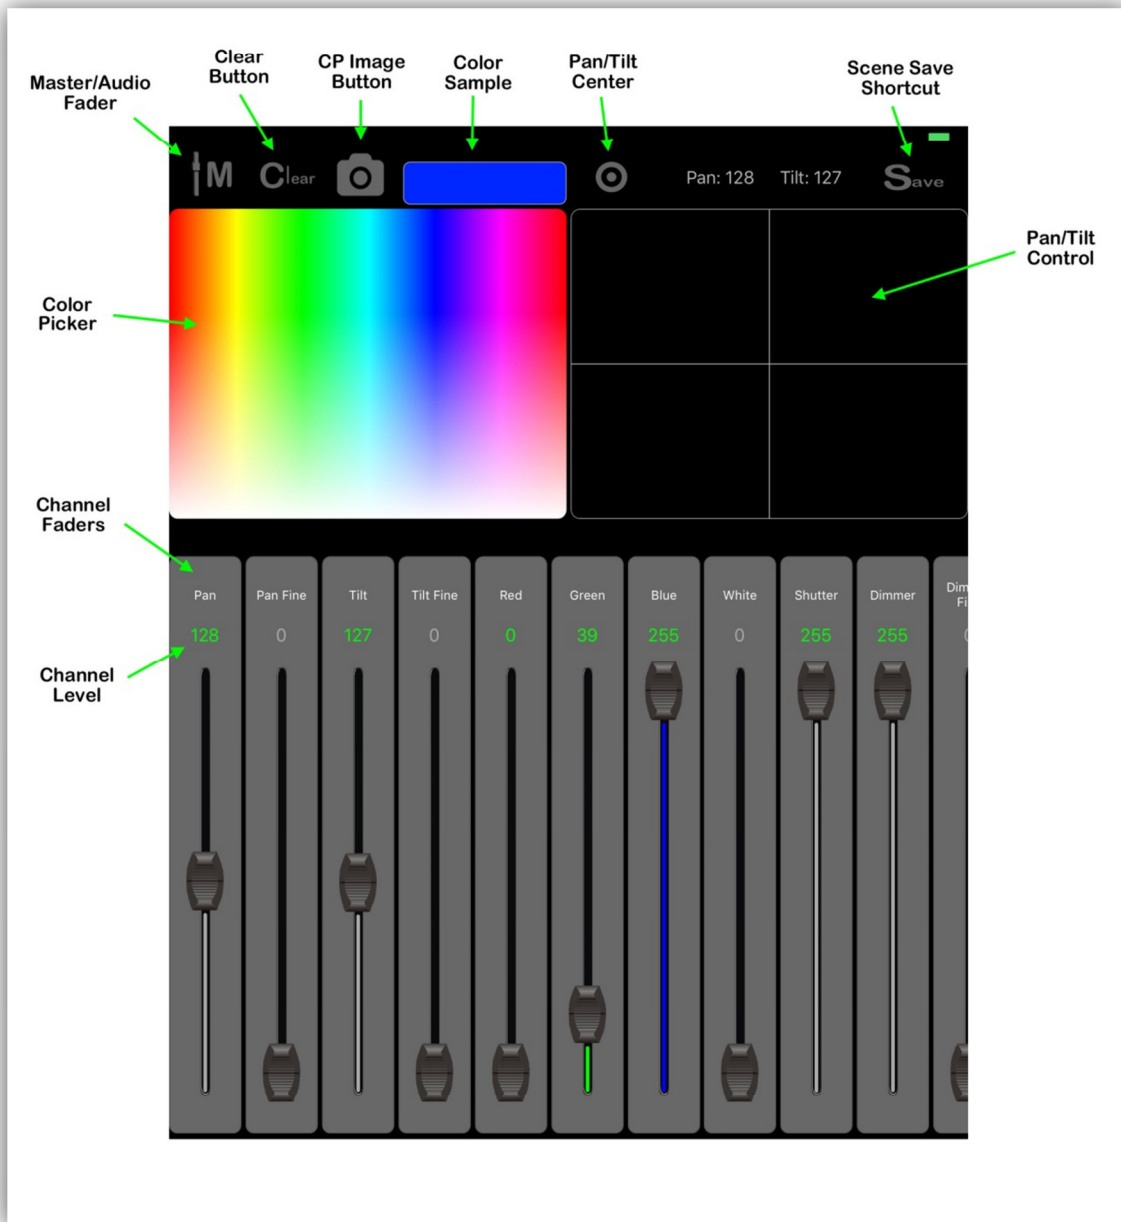 Clear
Button
CP Image
Button
Color
Sample
Pan/Tilt
Center
Scene Save
Shortcut
Master/Audio
Fader
M
Clear
Pan: 128
Tilt: 127
Save
Pan/Tilt
Control
Color
Picker
Channel
Faders
Pan
Pan Fine
Tilt
Tilt Fine
Red
Green
Blue
White
Shutter
Dimmer
128
0
127
0
0
39
255
0
255
255
Channel
Level